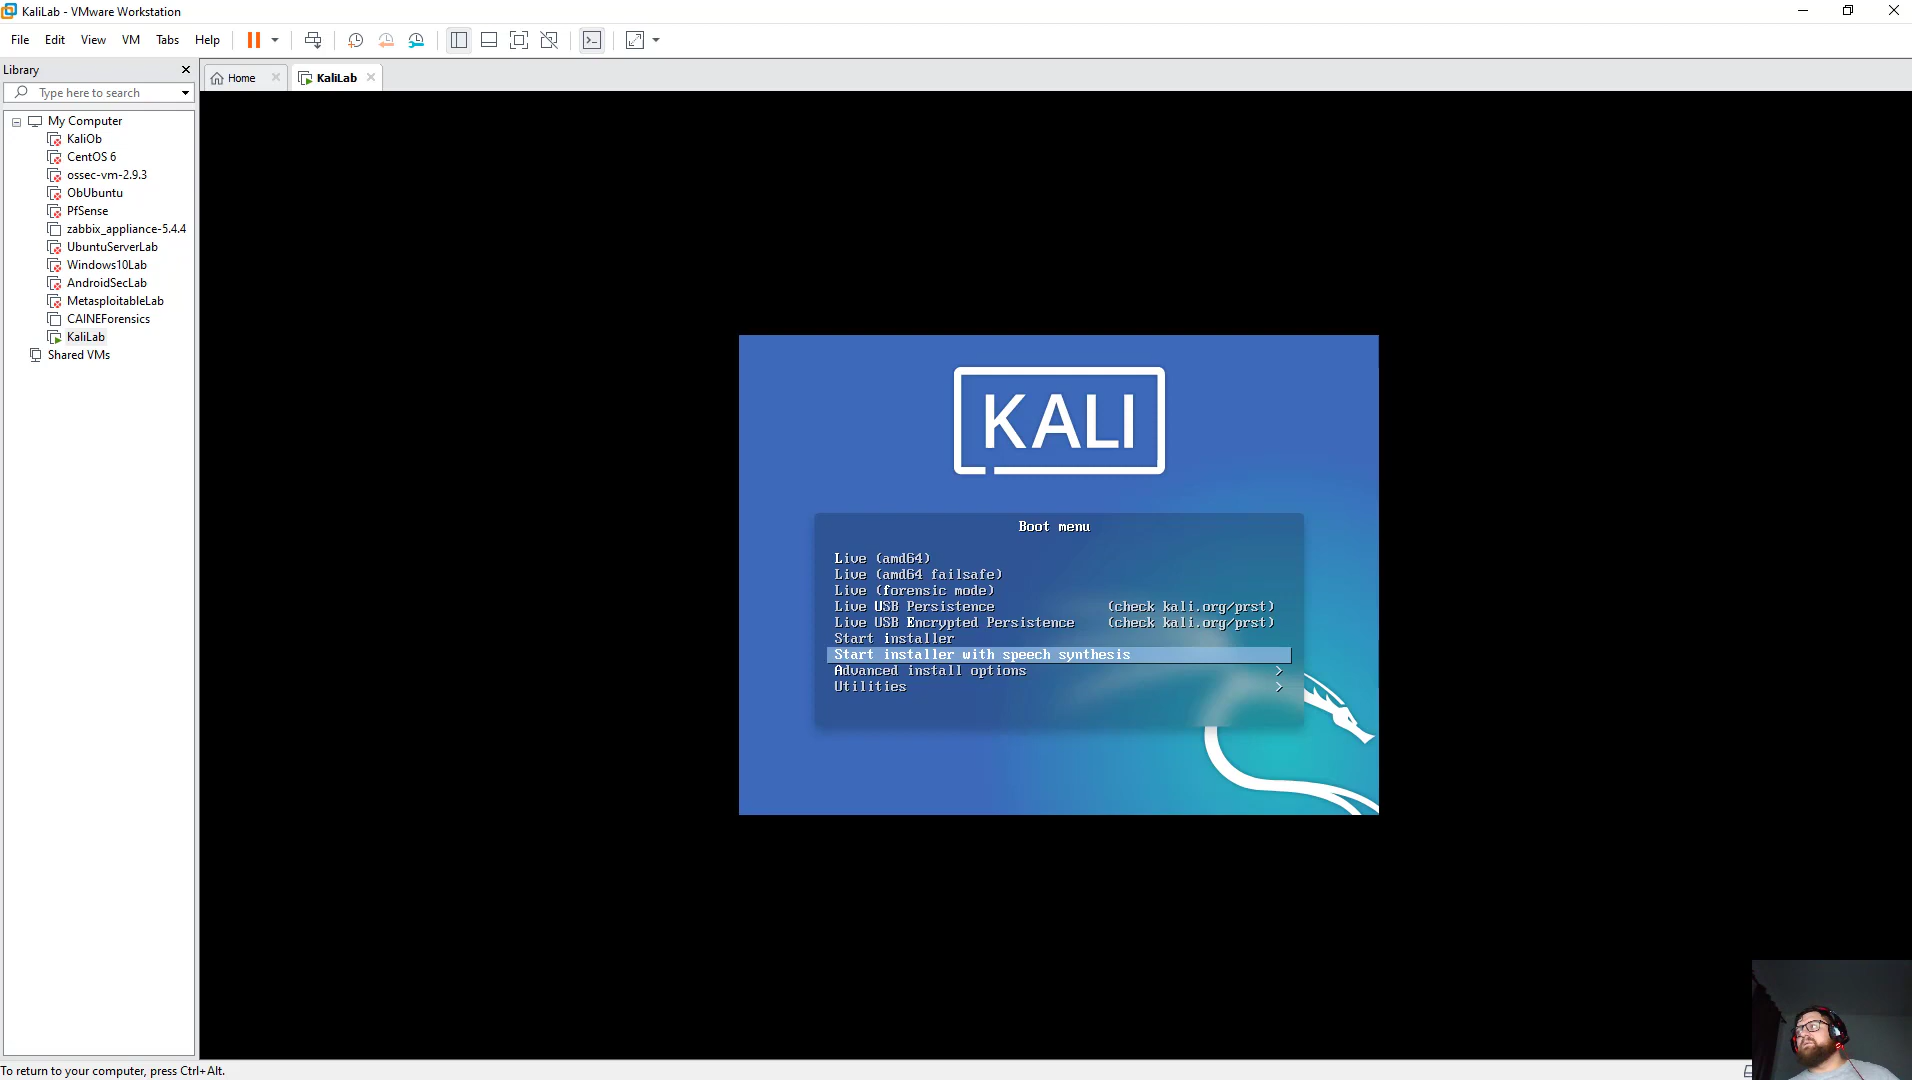 KaliLab - VMware Workstation
File Edit View VM Tabs Help
Library
Type here to search
My Computer
KaliOb
CentOS 6
ossec-vm-2.9.3
ObUbuntu
PfSense
zabbix_appliance-5.4.4
UbuntuServerLab
Windows10Lab
AndroidSecLab
MetasploitableLab
CAINEForensics
KaliLab
Shared VMs
Home KaliLab
KALI
Boot menu
Live (amd64)
Live (amd64 failsafe)
Live (forensic mode)
Live USB Persistence (check kali.org/prst)
Live USB Encrypted Persistence (check kali.org/prst)
Start installer
Start installer with speech synthesis
Advanced install options >
Utilities >
To return to your computer, press Ctrl+Alt.